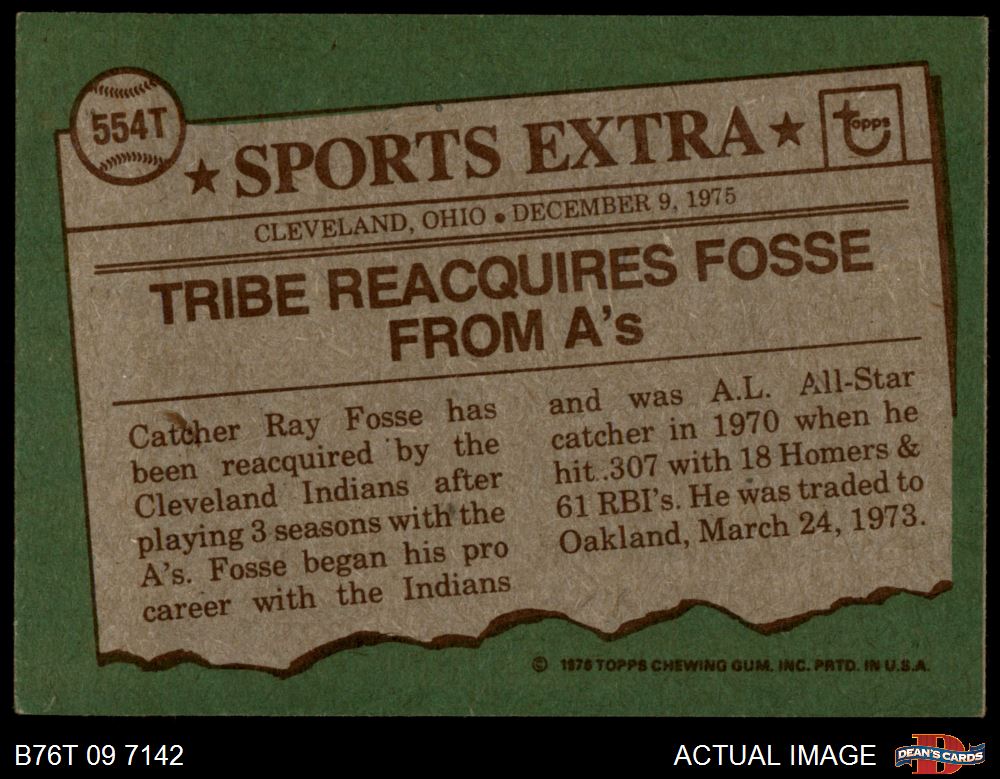 554T
★ SPORTS EXTRA ★
topps
CLEVELAND, OHIO • DECEMBER 9, 1975
TRIBE REACQUIRES FOSSE
FROM A's
Catcher Ray Fosse has
been reacquired by the
Cleveland Indians after
playing 3 seasons with the
A's. Fosse began his pro
career with the Indians
and was A.L. All-Star
catcher in 1970 when he
hit .307 with 18 Homers &
61 RBI's. He was traded to
Oakland, March 24, 1973.
© 1976 TOPPS CHEWING GUM, INC. PRTD. IN U.S.A.
B76T 09 7142
ACTUAL IMAGE
DEAN'S CARDS